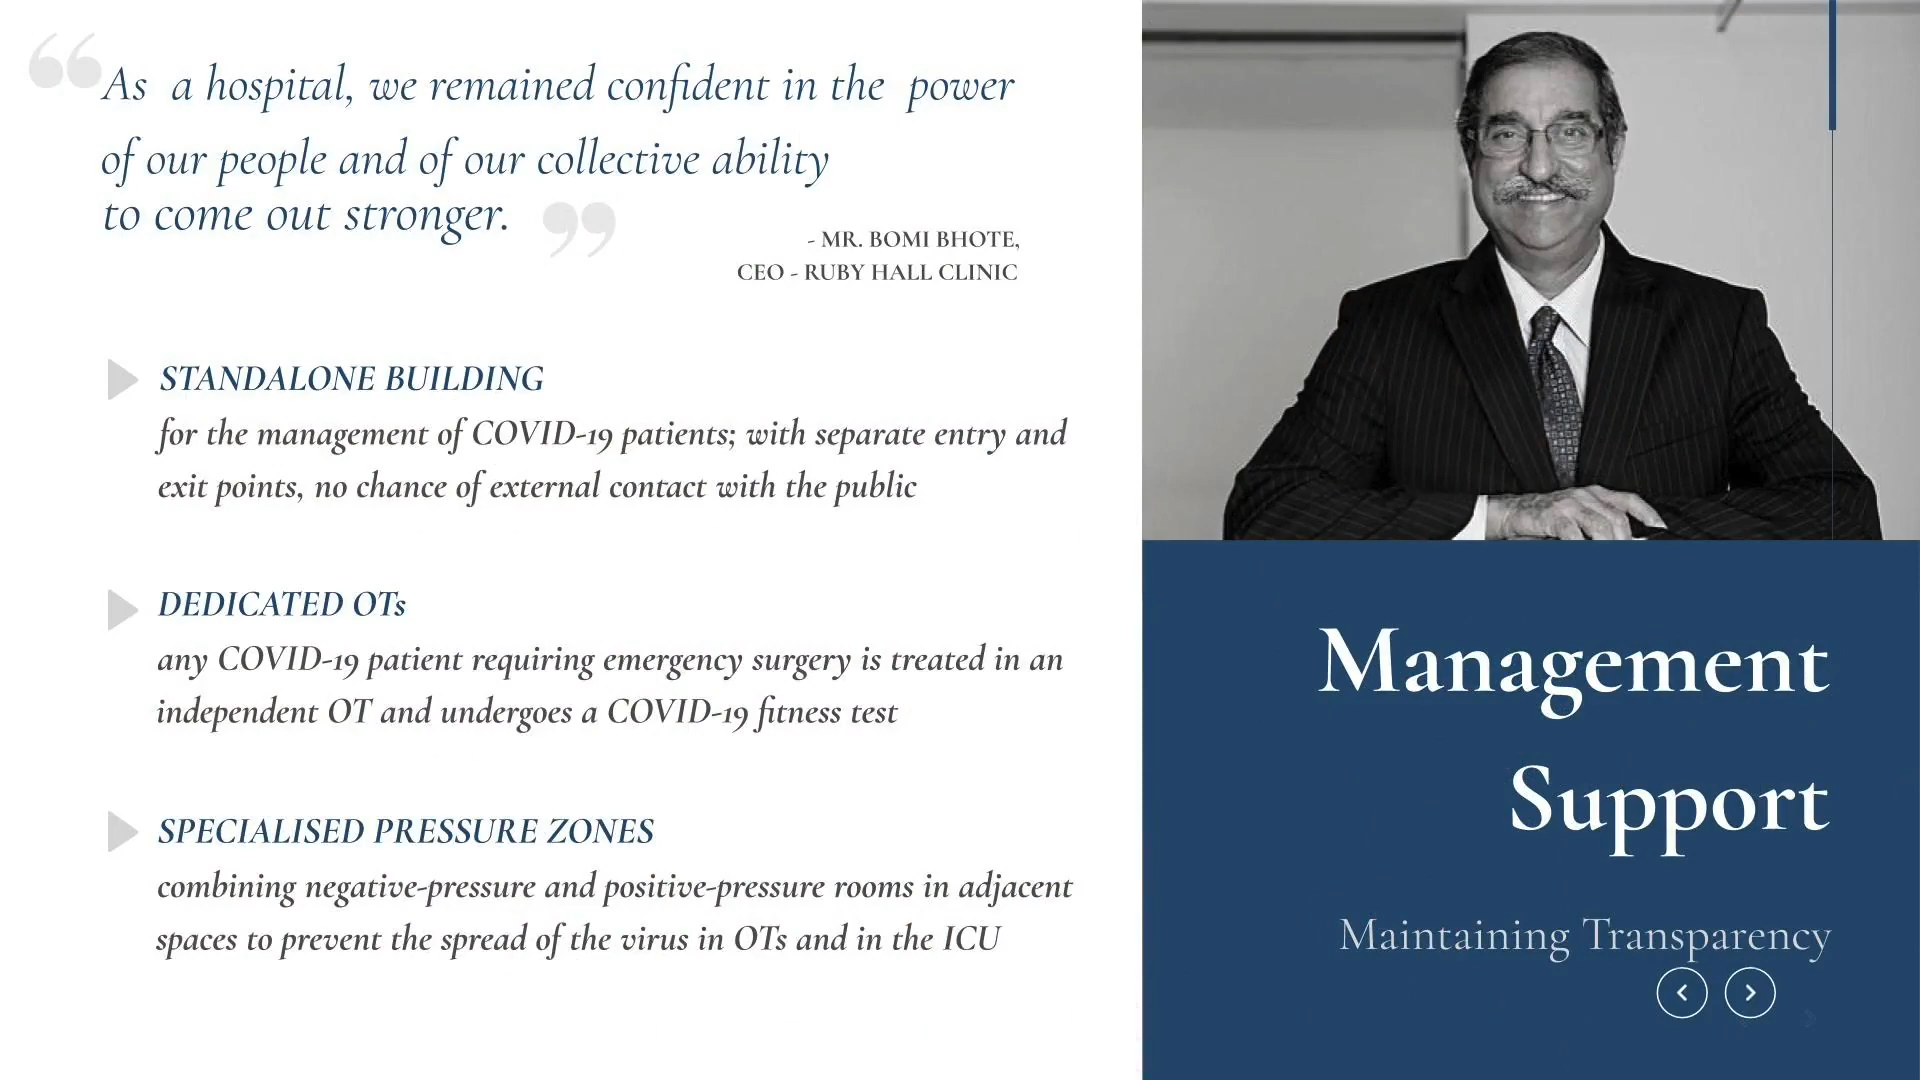 “As a hospital, we remained confident in the power
of our people and of our collective ability
to come out stronger.”
- MR. BOMI BHOTE,
CEO - RUBY HALL CLINIC
STANDALONE BUILDING
for the management of COVID-19 patients; with separate entry and
exit points, no chance of external contact with the public
DEDICATED OTs
any COVID-19 patient requiring emergency surgery is treated in an
independent OT and undergoes a COVID-19 fitness test
SPECIALISED PRESSURE ZONES
combining negative-pressure and positive-pressure rooms in adjacent
spaces to prevent the spread of the virus in OTs and in the ICU
Management
Support
Maintaining Transparency